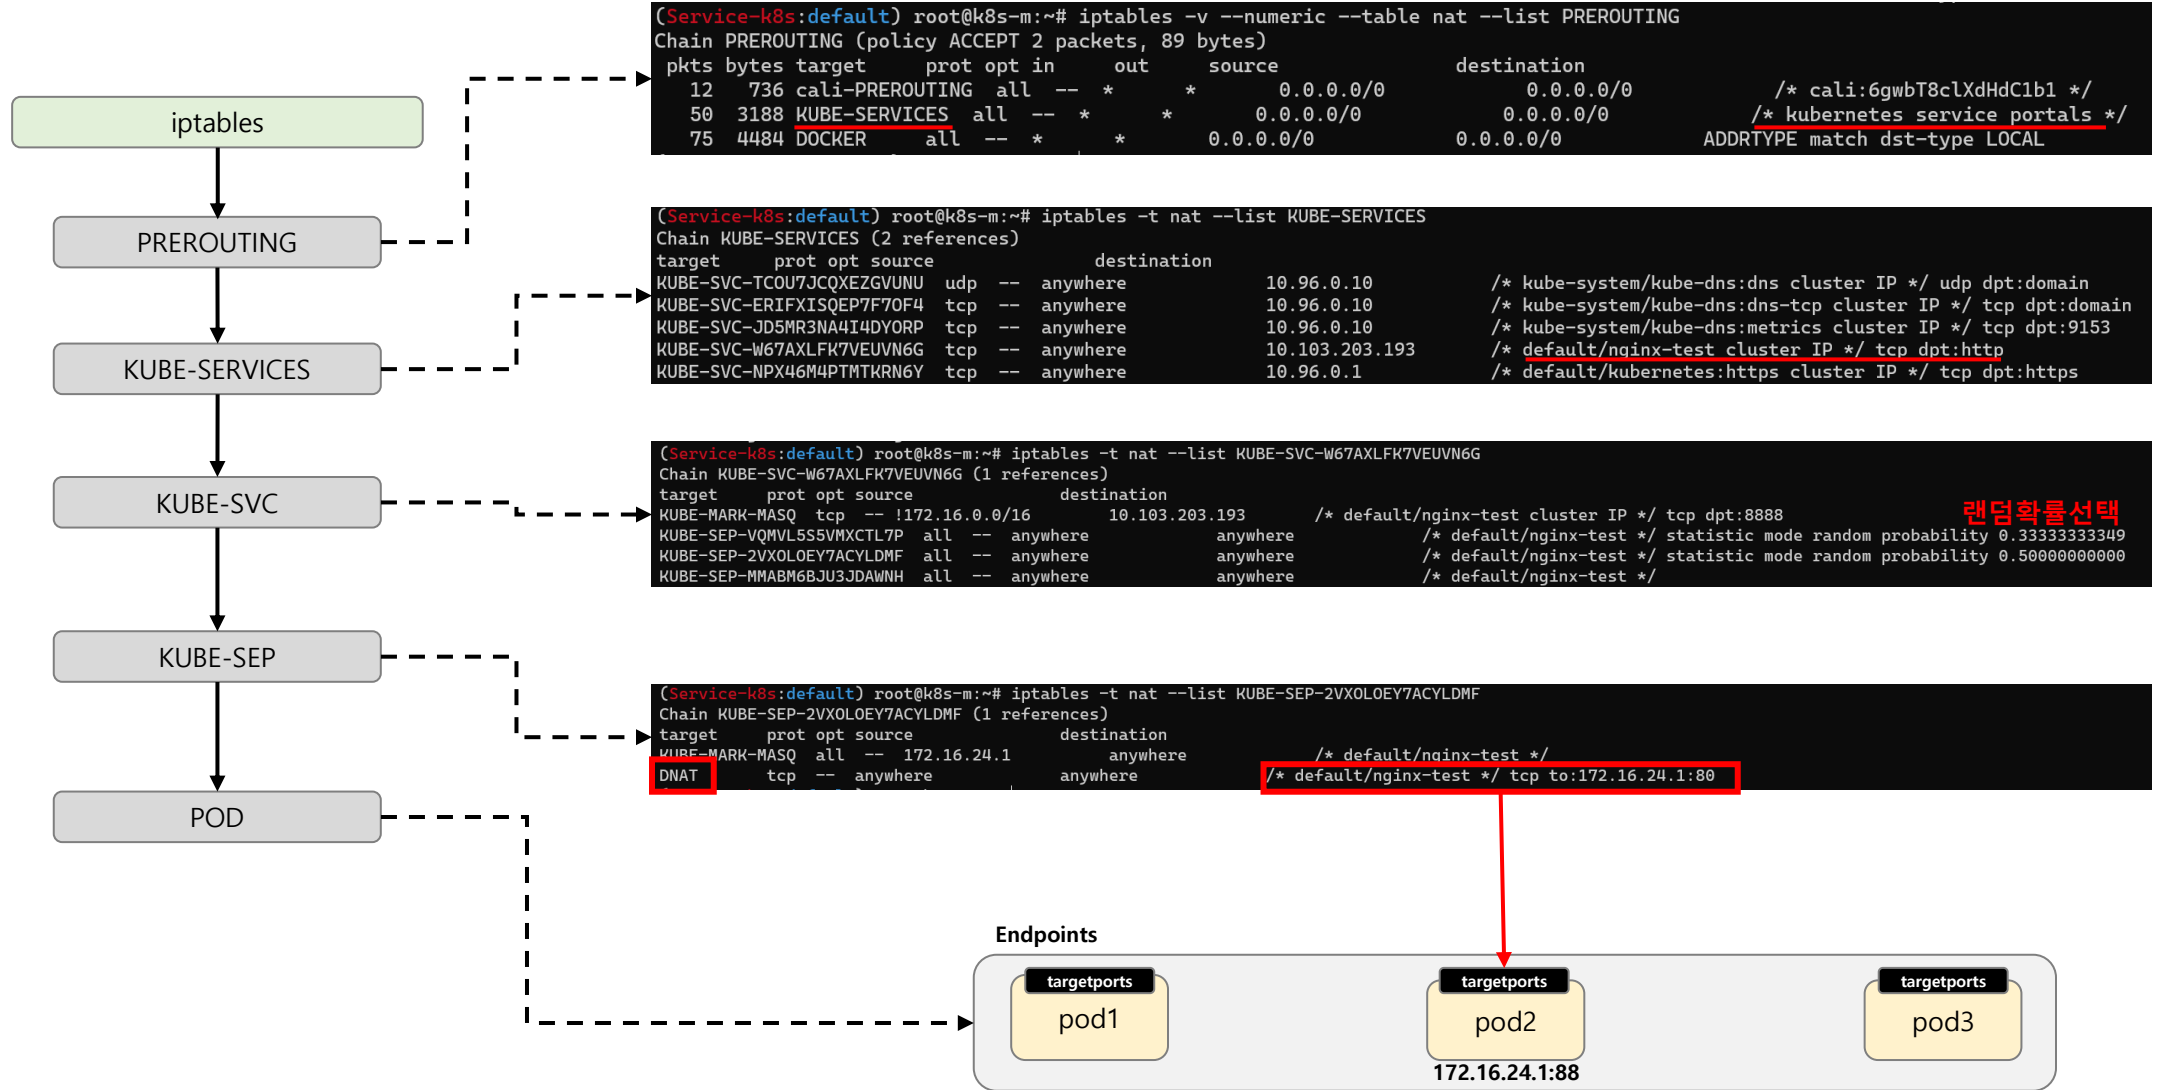 iptables
PREROUTING
KUBE-SERVICES
KUBE-SVC
KUBE-SEP
POD
(Service-k8s:default) root@k8s-m:~# iptables -v --numeric --table nat --list PREROUTING
Chain PREROUTING (policy ACCEPT 2 packets, 89 bytes)
pkts bytes target prot opt in out source destination
12 736 cali-PREROUTING all -- * * 0.0.0.0/0 0.0.0.0/0 /* cali:6gwbT8clXdHdC1b1 */
50 3188 KUBE-SERVICES all -- * * 0.0.0.0/0 0.0.0.0/0 /* kubernetes service portals */
75 4484 DOCKER all -- * * 0.0.0.0/0 0.0.0.0/0 ADDRTYPE match dst-type LOCAL
(Service-k8s:default) root@k8s-m:~# iptables -t nat --list KUBE-SERVICES
Chain KUBE-SERVICES (2 references)
target prot opt source destination
KUBE-SVC-TCOU7JCQXEZGVUNU udp -- anywhere 10.96.0.10 /* kube-system/kube-dns:dns cluster IP */ udp dpt:domain
KUBE-SVC-ERIFXISQEP7F7OF4 tcp -- anywhere 10.96.0.10 /* kube-system/kube-dns:dns-tcp cluster IP */ tcp dpt:domain
KUBE-SVC-JD5MR3NA4I4DYORP tcp -- anywhere 10.96.0.10 /* kube-system/kube-dns:metrics cluster IP */ tcp dpt:9153
KUBE-SVC-W67AXLFK7VEUVN6G tcp -- anywhere 10.103.203.193 /* default/nginx-test cluster IP */ tcp dpt:http
KUBE-SVC-NPX46M4PTMTKRN6Y tcp -- anywhere 10.96.0.1 /* default/kubernetes:https cluster IP */ tcp dpt:https
(Service-k8s:default) root@k8s-m:~# iptables -t nat --list KUBE-SVC-W67AXLFK7VEUVN6G
Chain KUBE-SVC-W67AXLFK7VEUVN6G (1 references)
target prot opt source destination
KUBE-MARK-MASQ tcp -- !172.16.0.0/16 10.103.203.193 /* default/nginx-test cluster IP */ tcp dpt:8888
랜덤확률선택
KUBE-SEP-VQMVL5S5VMXCTL7P all -- anywhere anywhere /* default/nginx-test */ statistic mode random probability 0.33333333349
KUBE-SEP-2VXOLOEY7ACYLDMF all -- anywhere anywhere /* default/nginx-test */ statistic mode random probability 0.50000000000
KUBE-SEP-MMABM6BJU3JDAWNH all -- anywhere anywhere /* default/nginx-test */
(Service-k8s:default) root@k8s-m:~# iptables -t nat --list KUBE-SEP-2VXOLOEY7ACYLDMF
Chain KUBE-SEP-2VXOLOEY7ACYLDMF (1 references)
target prot opt source destination
KUBE-MARK-MASQ all -- 172.16.24.1 anywhere /* default/nginx-test */
DNAT tcp -- anywhere anywhere /* default/nginx-test */ tcp to:172.16.24.1:80
Endpoints
targetports
pod1
targetports
pod2
172.16.24.1:88
targetports
pod3